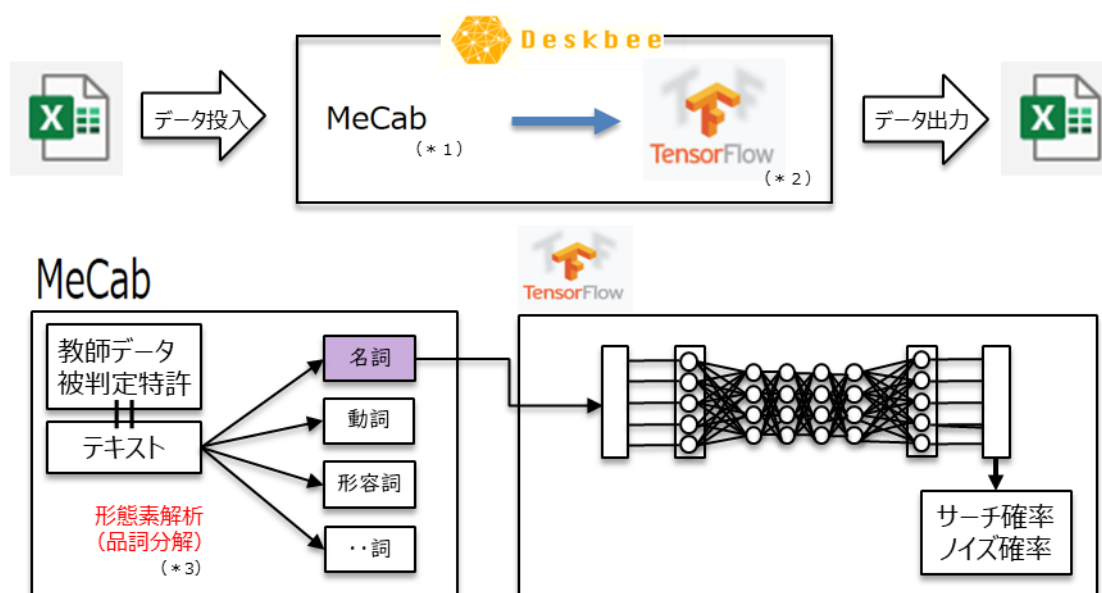 Deskbee
X
データ投入
MeCab
(*1)
TensorFlow
(*2)
データ出力
X
MeCab
TensorFlow
教師データ
被判定特許
テキスト
名詞
動詞
形容詞
‥詞
形態素解析
(品詞分解)
(*3)
サーチ確率
ノイズ確率